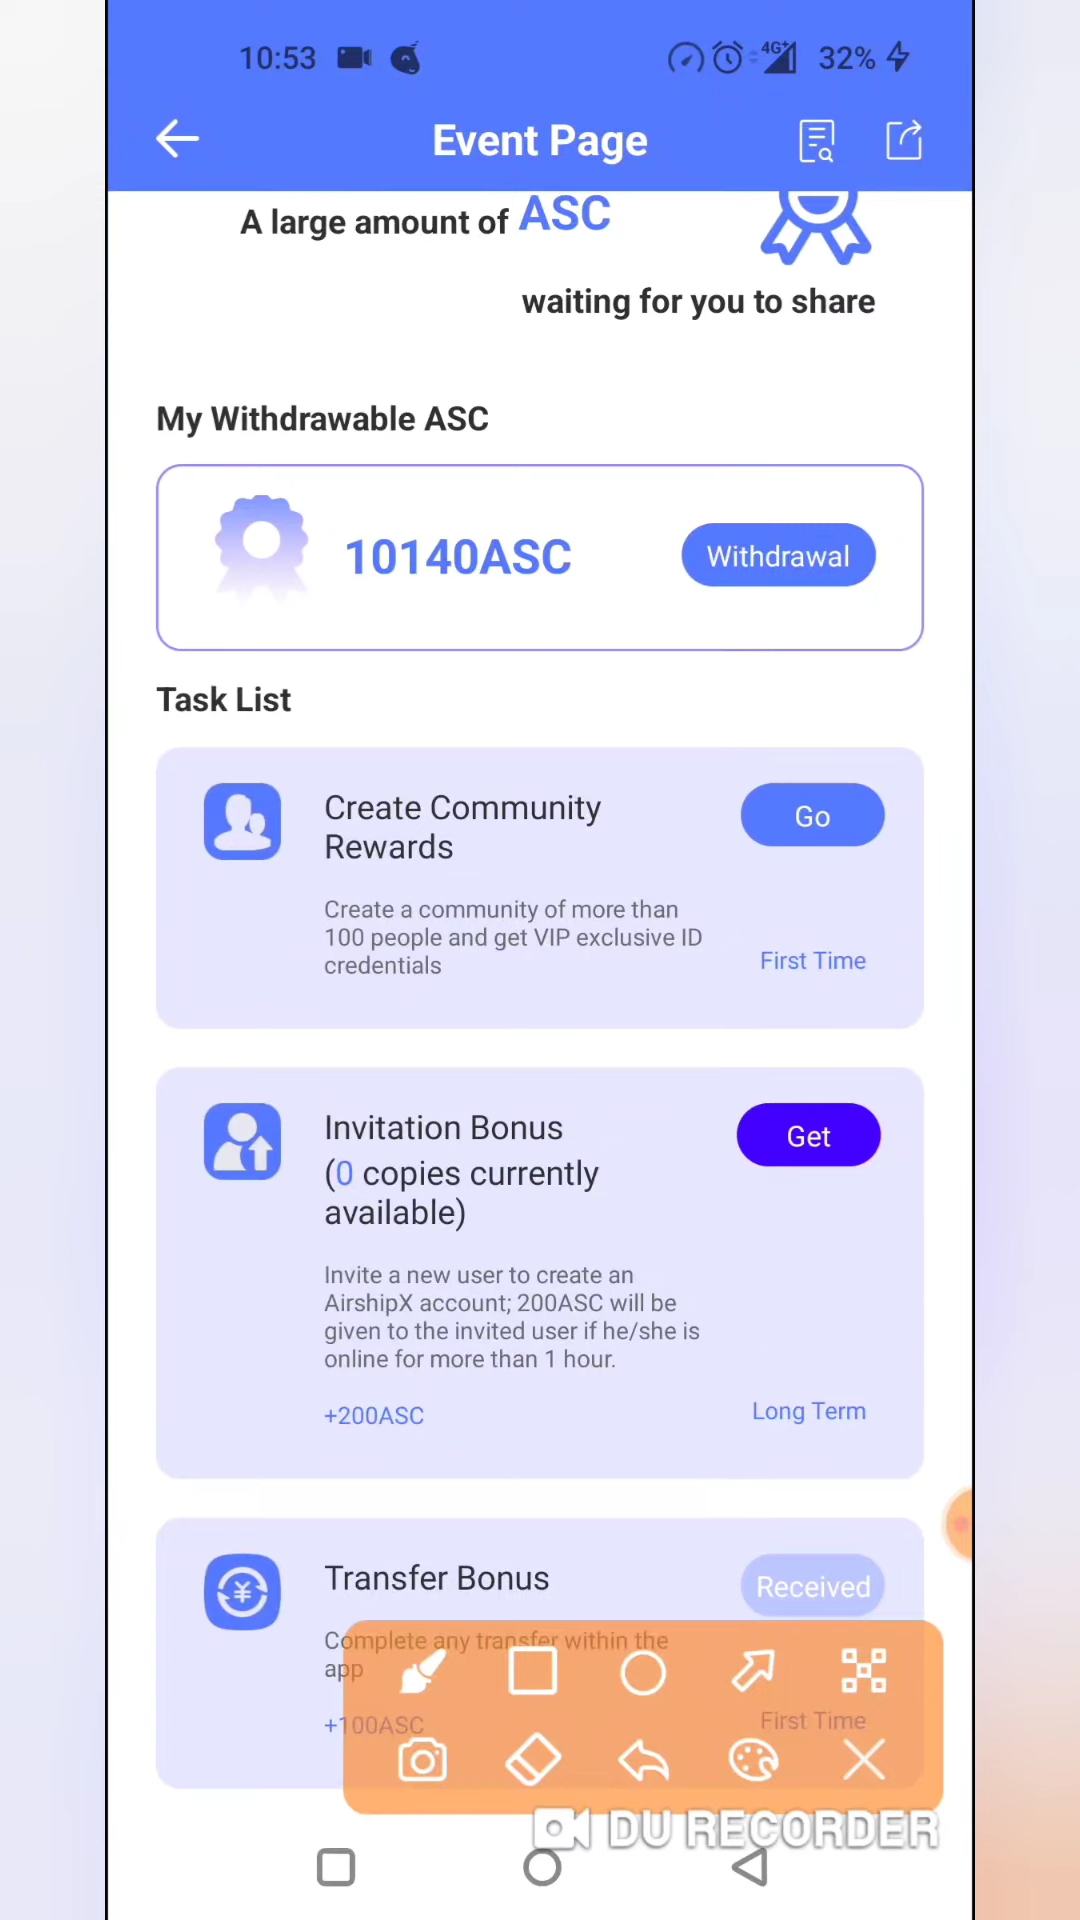 10:53
4G+ 32%
Event Page
A large amount of ASC
waiting for you to share
My Withdrawable ASC
10140ASC
Withdrawal
Task List
Create Community
Rewards
Go
Create a community of more than
100 people and get VIP exclusive ID
credentials
First Time
Invitation Bonus
(0 copies currently
available)
Get
Invite a new user to create an
AirshipX account; 200ASC will be
given to the invited user if he/she is
online for more than 1 hour.
+200ASC
Long Term
Transfer Bonus
Received
Complete any transfer within the
app
+100ASC
First Time
DU RECORDER